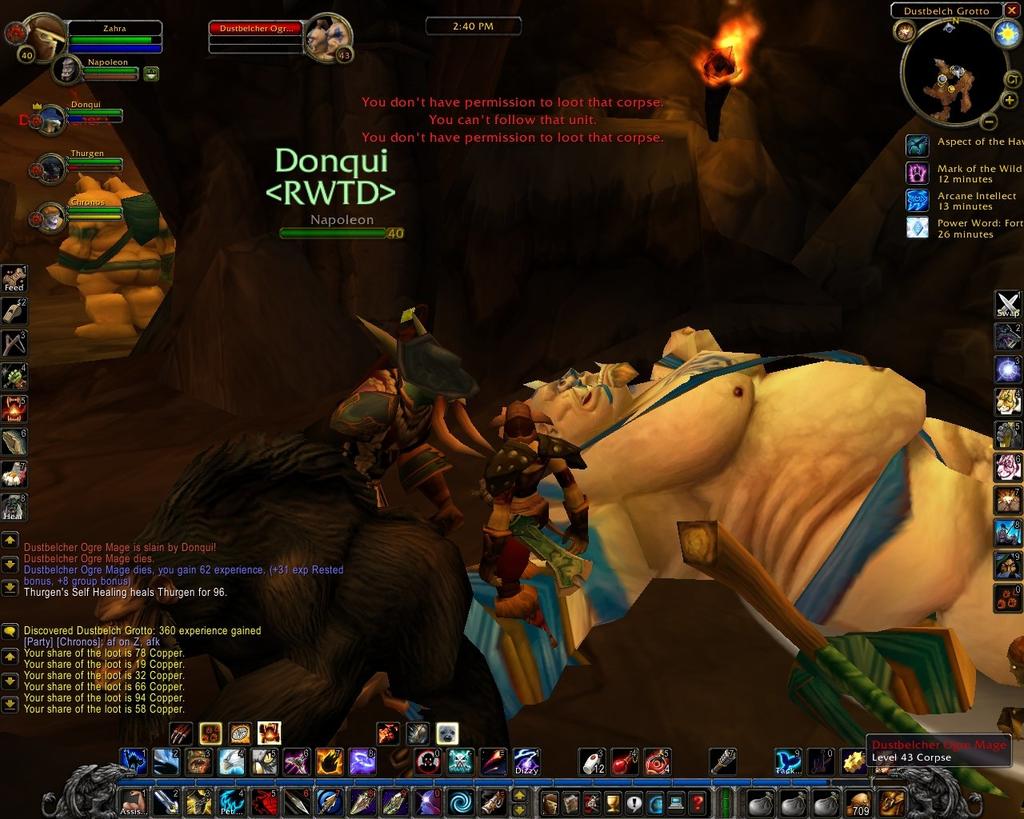 Zahra
40
Napoleon
Donqui
Thurgen
Chronos
Dustbelcher Ogr...
43
2:40 PM
Dustbelch Grotto
N
You don't have permission to loot that corpse.
You can't follow that unit.
You don't have permission to loot that corpse.
Donqui
<RWTD>
Napoleon
40
Aspect of the Haw
Mark of the Wild
12 minutes
Arcane Intellect
13 minutes
Power Word: Fort
26 minutes
Feed
Heal
Swap
Dustbelcher Ogre Mage is slain by Donqui!
Dustbelcher Ogre Mage dies.
Dustbelcher Ogre Mage dies, you gain 62 experience. (+31 exp Rested
bonus, +8 group bonus)
Thurgen's Self Healing heals Thurgen for 96.
Discovered Dustbelch Grotto: 360 experience gained
[Party] [Chronos]: af on Z, afk
Your share of the loot is 78 Copper.
Your share of the loot is 19 Copper.
Your share of the loot is 32 Copper.
Your share of the loot is 66 Copper.
Your share of the loot is 94 Copper.
Your share of the loot is 58 Copper.
Dustbelcher Ogre Mage
Level 43 Corpse
Dizzy
12
Assis...
Pet...
709